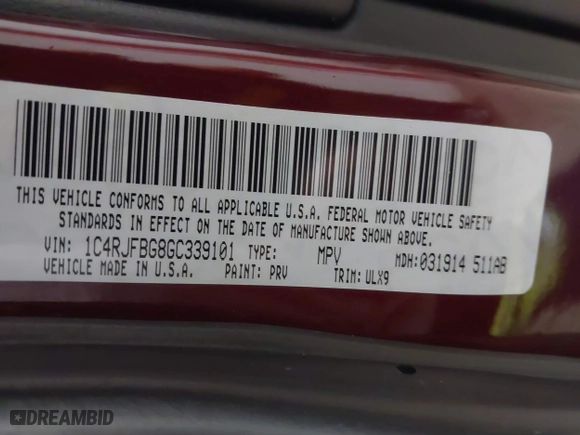 THIS VEHICLE CONFORMS TO ALL APPLICABLE U.S.A. FEDERAL MOTOR VEHICLE SAFETY
STANDARDS IN EFFECT ON THE DATE OF MANUFACTURE SHOWN ABOVE.
VIN: 1C4RJFBG8GC339101 TYPE: MPV MDH:031914 511AB
VEHICLE MADE IN U.S.A. PAINT: PRV TRIM: ULX9
DREAMBID